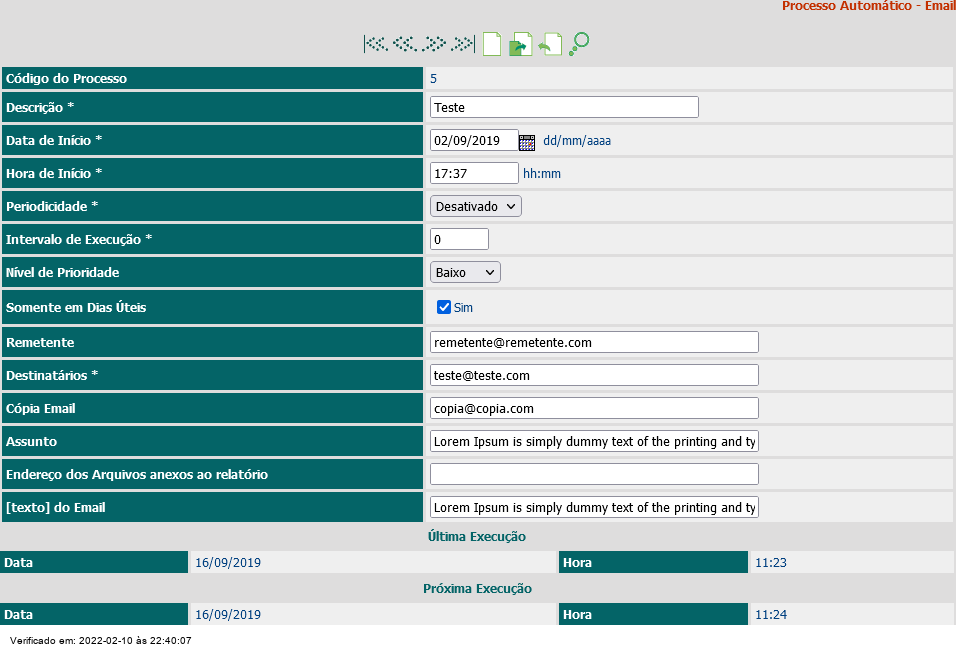 Processo Automático - Email
Código do Processo 5
Descrição * Teste
Data de Início * 02/09/2019 dd/mm/aaaa
Hora de Início * 17:37 hh:mm
Periodicidade * Desativado
Intervalo de Execução * 0
Nível de Prioridade Baixo
Somente em Dias Úteis Sim
Remetente remetente@remetente.com
Destinatários * teste@teste.com
Cópia Email copia@copia.com
Assunto Lorem Ipsum is simply dummy text of the printing and ty
Endereço dos Arquivos anexos ao relatório
[texto] do Email Lorem Ipsum is simply dummy text of the printing and ty
Última Execução
Data 16/09/2019 Hora 11:23
Próxima Execução
Data 16/09/2019 Hora 11:24
Verificado em: 2022-02-10 às 22:40:07